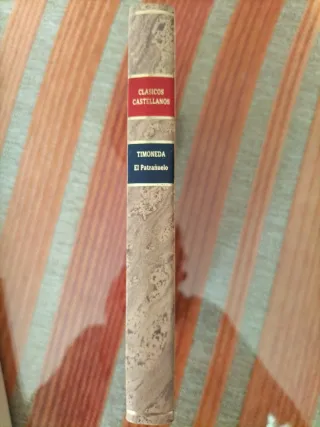 CLASICOS
CASTELLANOS
TIMONEDA
El Patrañuelo